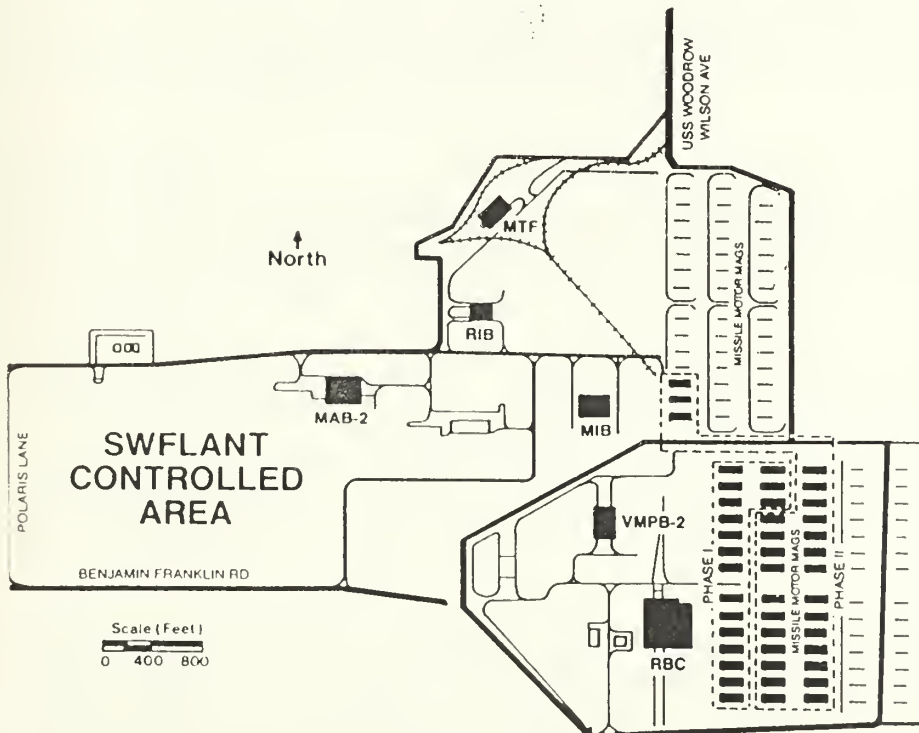 USS WOODROW
WILSON AVE
MTF
North
MISSILE MOTOR MAGS
RIB
MAB-2
MIB
SWFLANT
CONTROLLED
AREA
POLARIS LANE
VMPB-2
BENJAMIN FRANKLIN RD
PHASE I
MISSILE MOTOR MAGS
PHASE II
Scale (Feet)
0 400 800
RBC